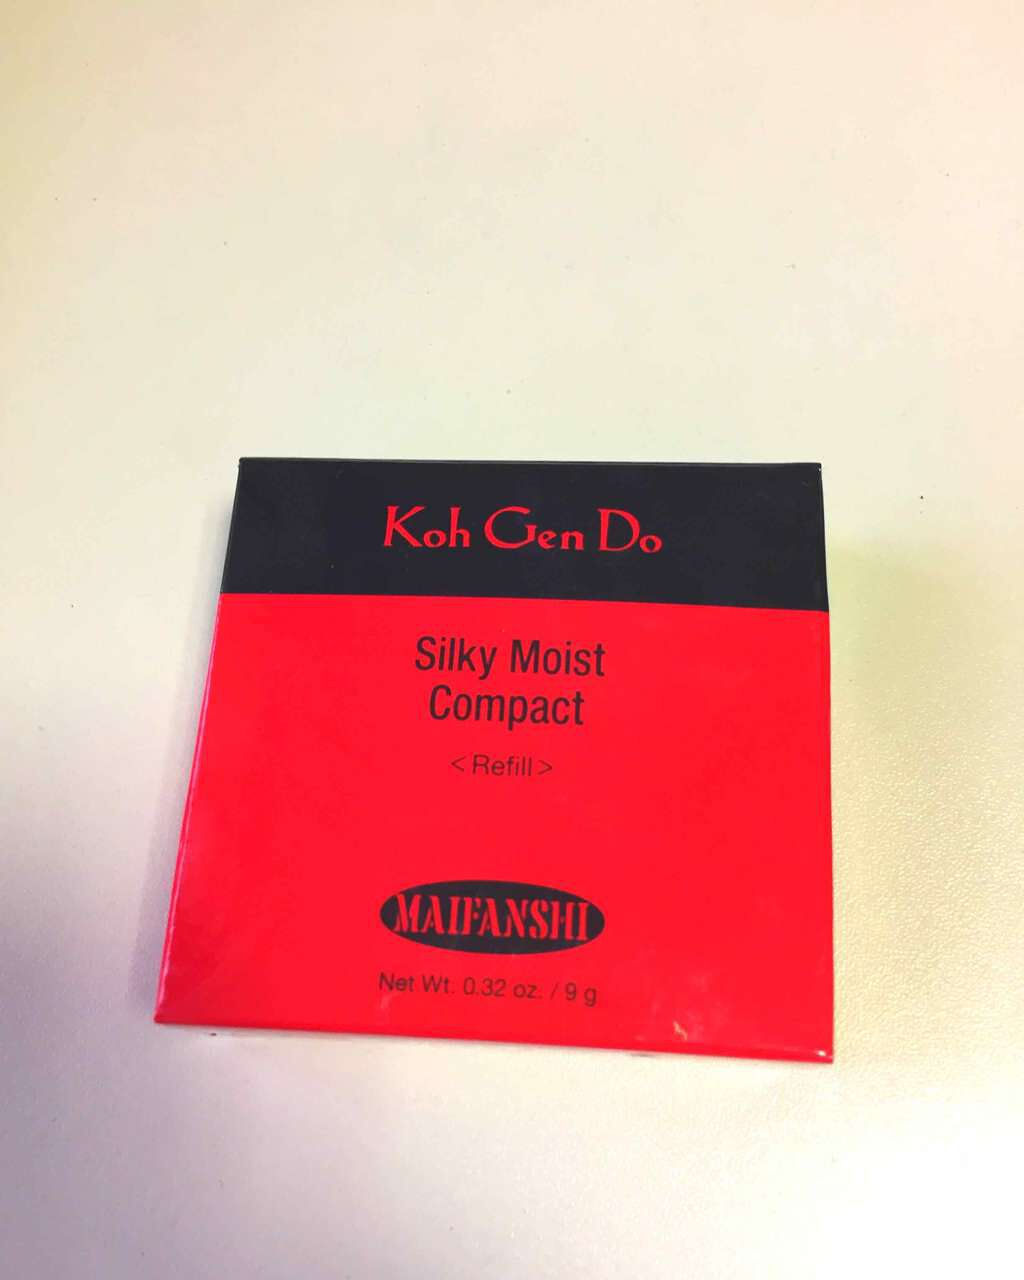 Koh Gen Do
Silky Moist
Compact
<Refill>
MAIFANSHI
Net Wt. 0.32 oz. / 9 g